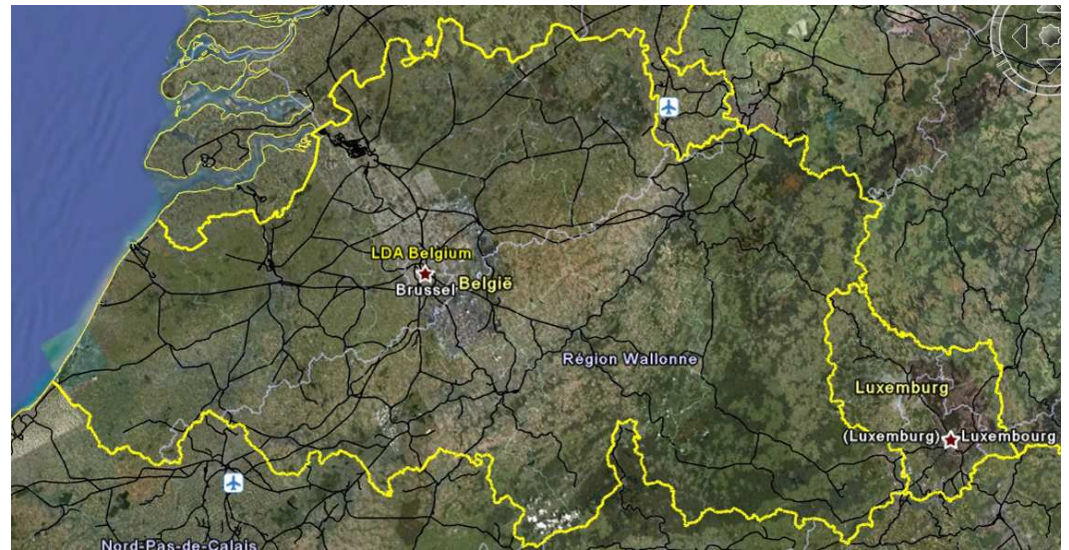 LDA Belgium
Brussel België
Région Wallonne
Luxemburg
(Luxemburg) Luxembourg
Nord-Pas-de-Calais